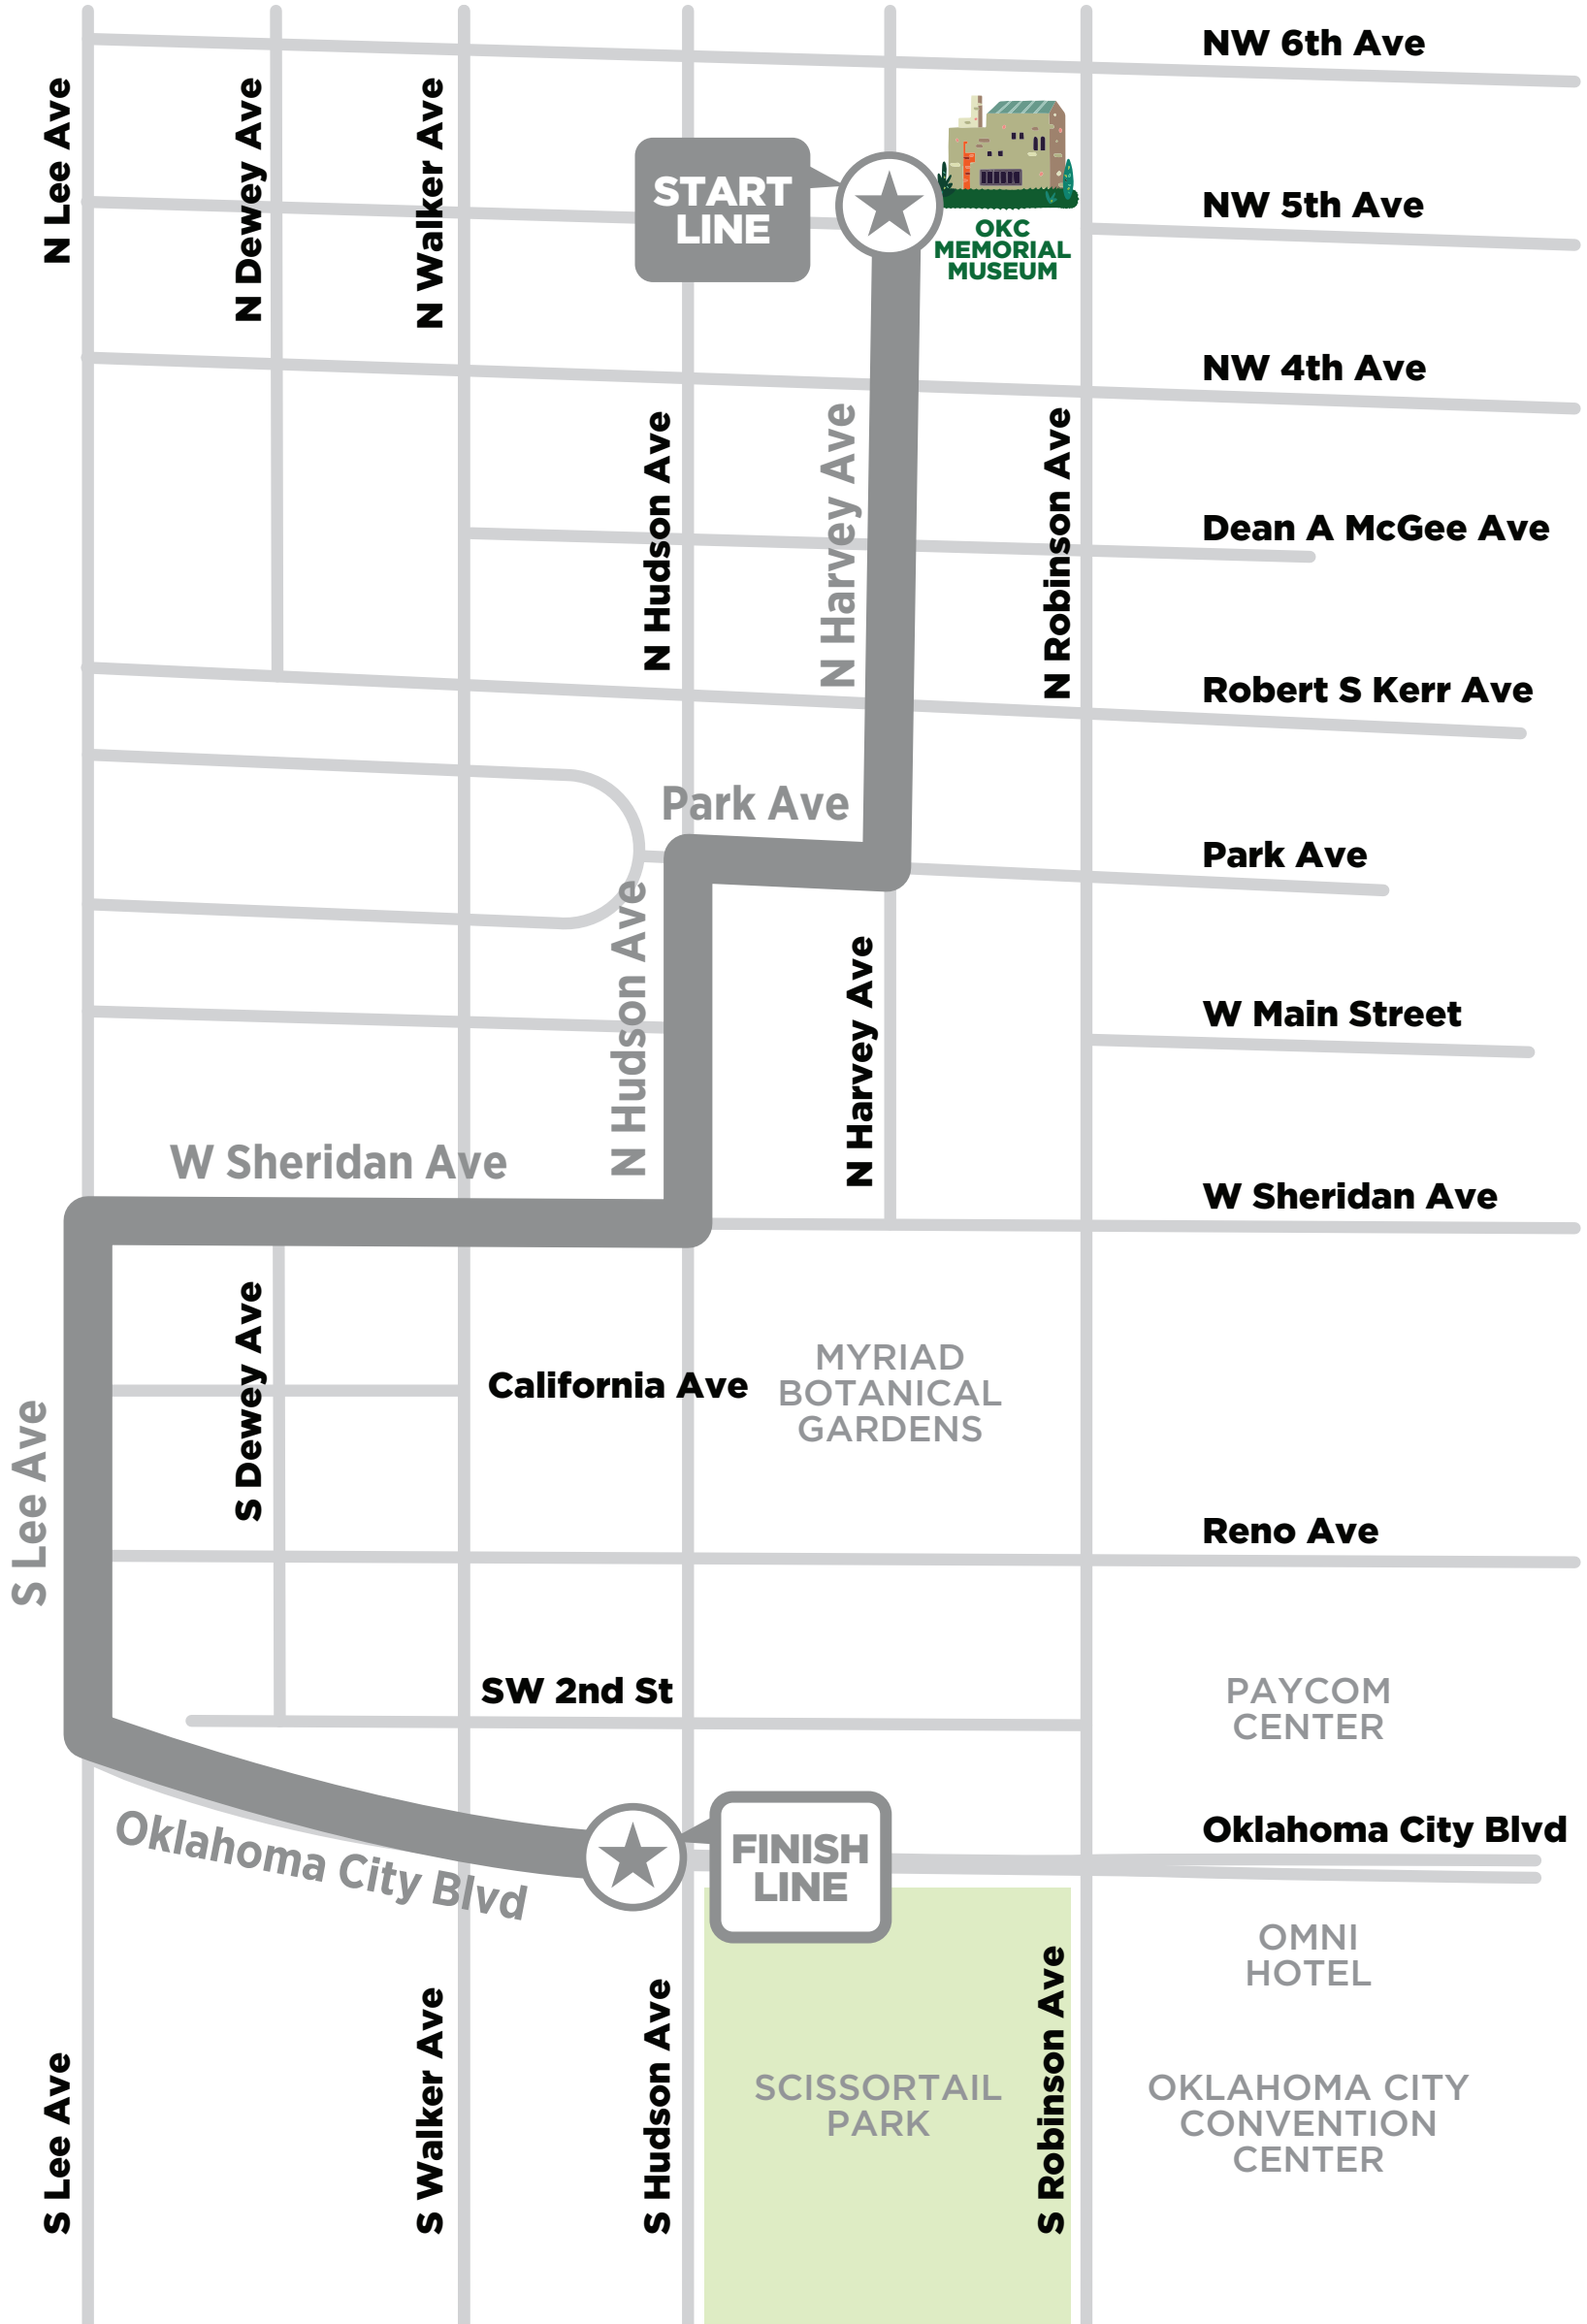 NW 6th Ave
N Lee Ave
N Dewey Ave
N Walker Ave
START
LINE
NW 5th Ave
OKC
MEMORIAL
MUSEUM
NW 4th Ave
N Hudson Ave
N Harvey Ave
N Robinson Ave
Dean A McGee Ave
Robert S Kerr Ave
Park Ave
Park Ave
N Hudson Ave
N Harvey Ave
W Main Street
W Sheridan Ave
W Sheridan Ave
S Dewey Ave
California Ave
MYRIAD
BOTANICAL
GARDENS
S Lee Ave
Reno Ave
SW 2nd St
PAYCOM
CENTER
Oklahoma City Blvd
FINISH
LINE
Oklahoma City Blvd
OMNI
HOTEL
S Lee Ave
S Walker Ave
S Hudson Ave
SCISSORTAIL
PARK
S Robinson Ave
OKLAHOMA CITY
CONVENTION
CENTER